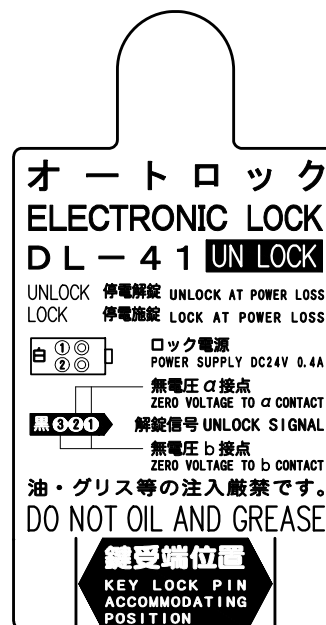 オートロック
ELECTRONIC LOCK
DL-41 UN LOCK
UNLOCK 停電解錠 UNLOCK AT POWER LOSS
LOCK 停電施錠 LOCK AT POWER LOSS
白 ① ② ロック電源
POWER SUPPLY DC24V 0.4A
無電圧 a 接点
ZERO VOLTAGE TO a CONTACT
黒❸❷❶ 解錠信号 UNLOCK SIGNAL
無電圧 b 接点
ZERO VOLTAGE TO b CONTACT
油・グリス等の注入厳禁です。
DO NOT OIL AND GREASE
鍵受端位置
KEY LOCK PIN
ACCOMMODATING
POSITION